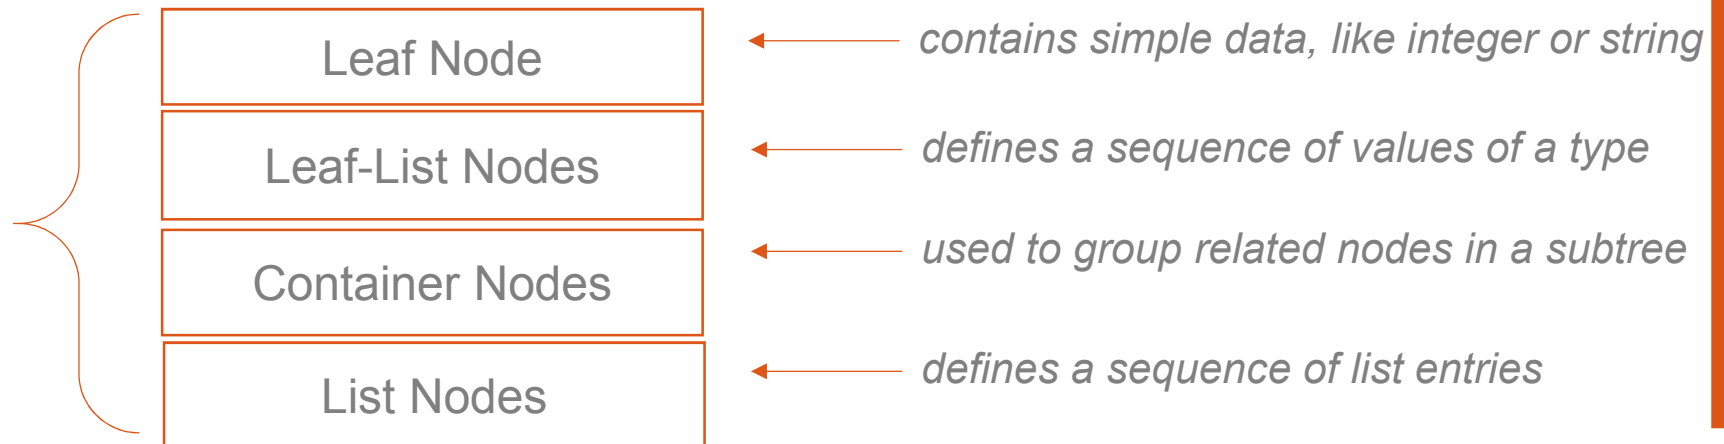 Leaf Node
contains simple data, like integer or string
Leaf-List Nodes
defines a sequence of values of a type
Container Nodes
used to group related nodes in a subtree
List Nodes
defines a sequence of list entries